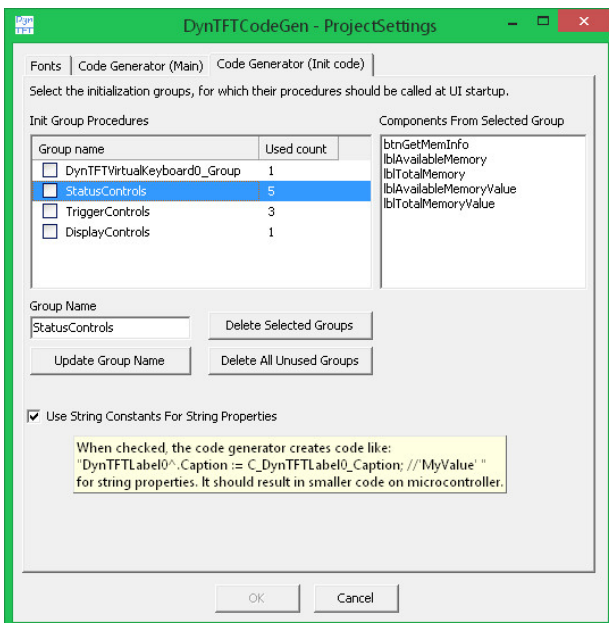 Dyn
TFT
DynTFTCodeGen - ProjectSettings
Fonts
Code Generator (Main)
Code Generator (Init code)
Select the initialization groups, for which their procedures should be called at UI startup.
Init Group Procedures
Group name Used count
DynTFTVirtualKeyboard0_Group 1
StatusControls 5
TriggerControls 3
DisplayControls 1
Components From Selected Group
btnGetMemInfo
lblAvailableMemory
lblTotalMemory
lblAvailableMemoryValue
lblTotalMemoryValue
Group Name
StatusControls
Delete Selected Groups
Update Group Name
Delete All Unused Groups
Use String Constants For String Properties
When checked, the code generator creates code like:
"DynTFTLabel0^.Caption := C_DynTFTLabel0_Caption; //'MyValue' "
for string properties. It should result in smaller code on microcontroller.
OK
Cancel